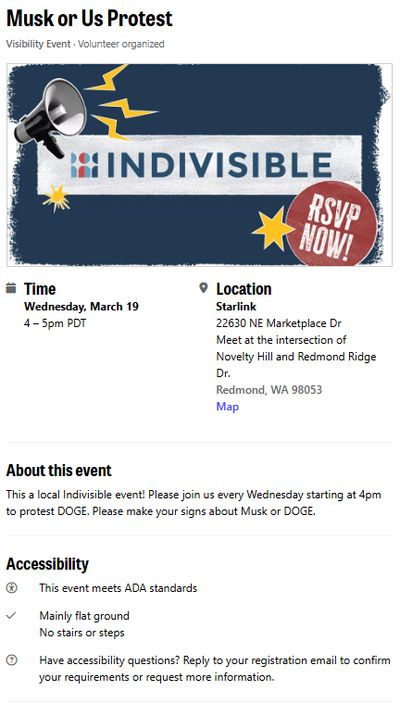 Musk or Us Protest
Visibility Event · Volunteer organized
INDIVISIBLE
RSVP
NOW!
Time
Wednesday, March 19
4 – 5pm PDT
Location
Starlink
22630 NE Marketplace Dr
Meet at the intersection of
Novelty Hill and Redmond Ridge
Dr.
Redmond, WA 98053
Map
About this event
This a local Indivisible event! Please join us every Wednesday starting at 4pm
to protest DOGE. Please make your signs about Musk or DOGE.
Accessibility
This event meets ADA standards
Mainly flat ground
No stairs or steps
Have accessibility questions? Reply to your registration email to confirm
your requirements or request more information.